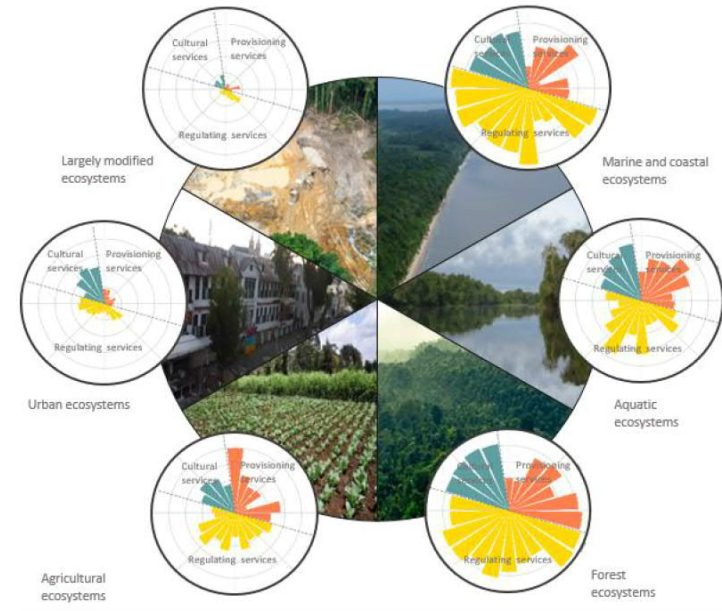 Cultural
services
Provisioning
services
Regulating services
Largely modified
ecosystems
Cultural
services
Provisioning
services
Regulating services
Marine and coastal
ecosystems
Cultural
services
Provisioning
services
Regulating services
Urban ecosystems
Cultural
services
Provisioning
services
Regulating services
Aquatic
ecosystems
Cultural
services
Provisioning
services
Regulating services
Agricultural
ecosystems
Cultural
services
Provisioning
services
Regulating services
Forest
ecosystems